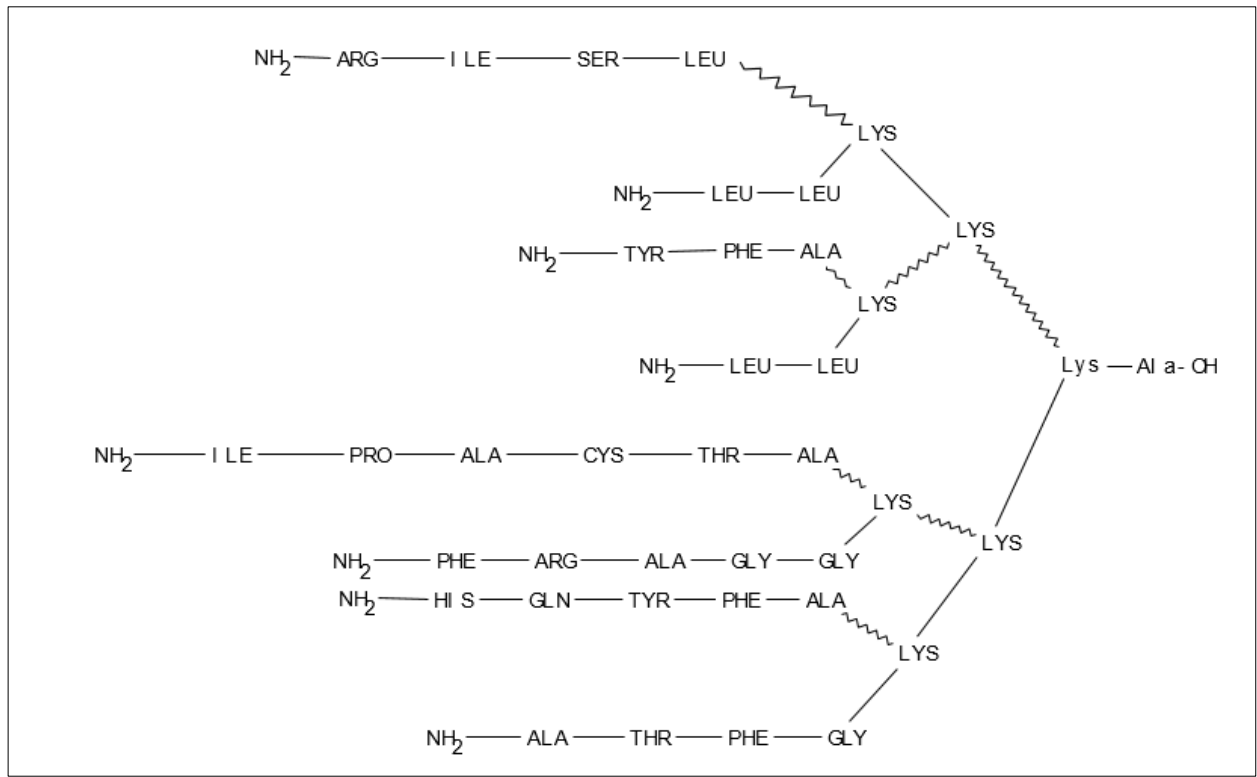 NH2 ARG ILE SER LEU
LYS
NH2 LEU LEU
LYS
NH2 TYR PHE ALA
LYS
NH2 LEU LEU
Lys Ala-OH
NH2 ILE PRO ALA CYS THR ALA
LYS
LYS
NH2 PHE ARG ALA GLY GLY
NH2 HIS GLN TYR PHE ALA
LYS
NH2 ALA THR PHE GLY